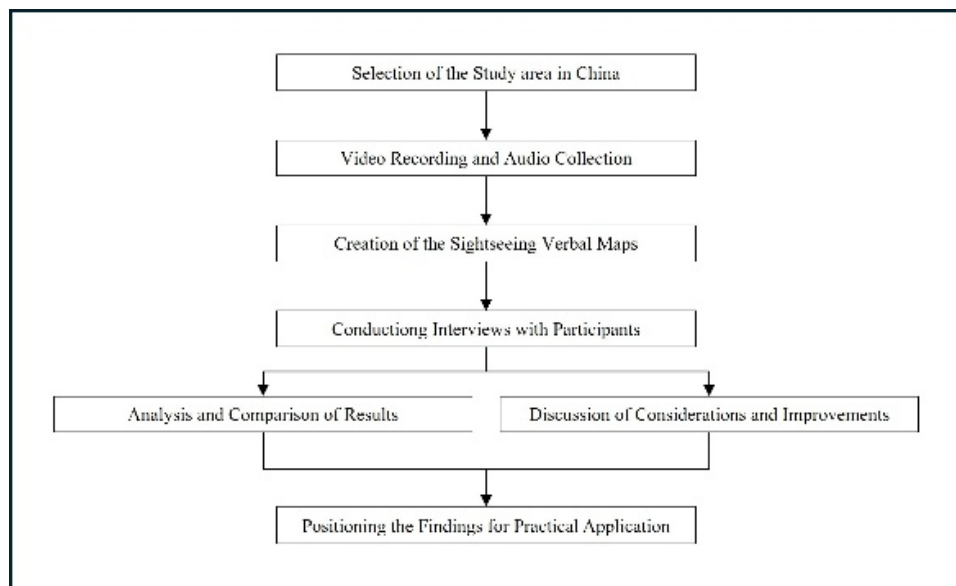 Selection of the Study area in China
Video Recording and Audio Collection
Creation of the Sightseeing Verbal Maps
Conductiong Interviews with Participants
Analysis and Comparison of Results
Discussion of Considerations and Improvements
Positioning the Findings for Practical Application